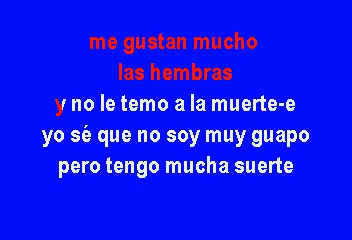 me gustan mucho
las hembras
y no le temo a la muerte-e
yo sé que no soy muy guapo
pero tengo mucha suerte